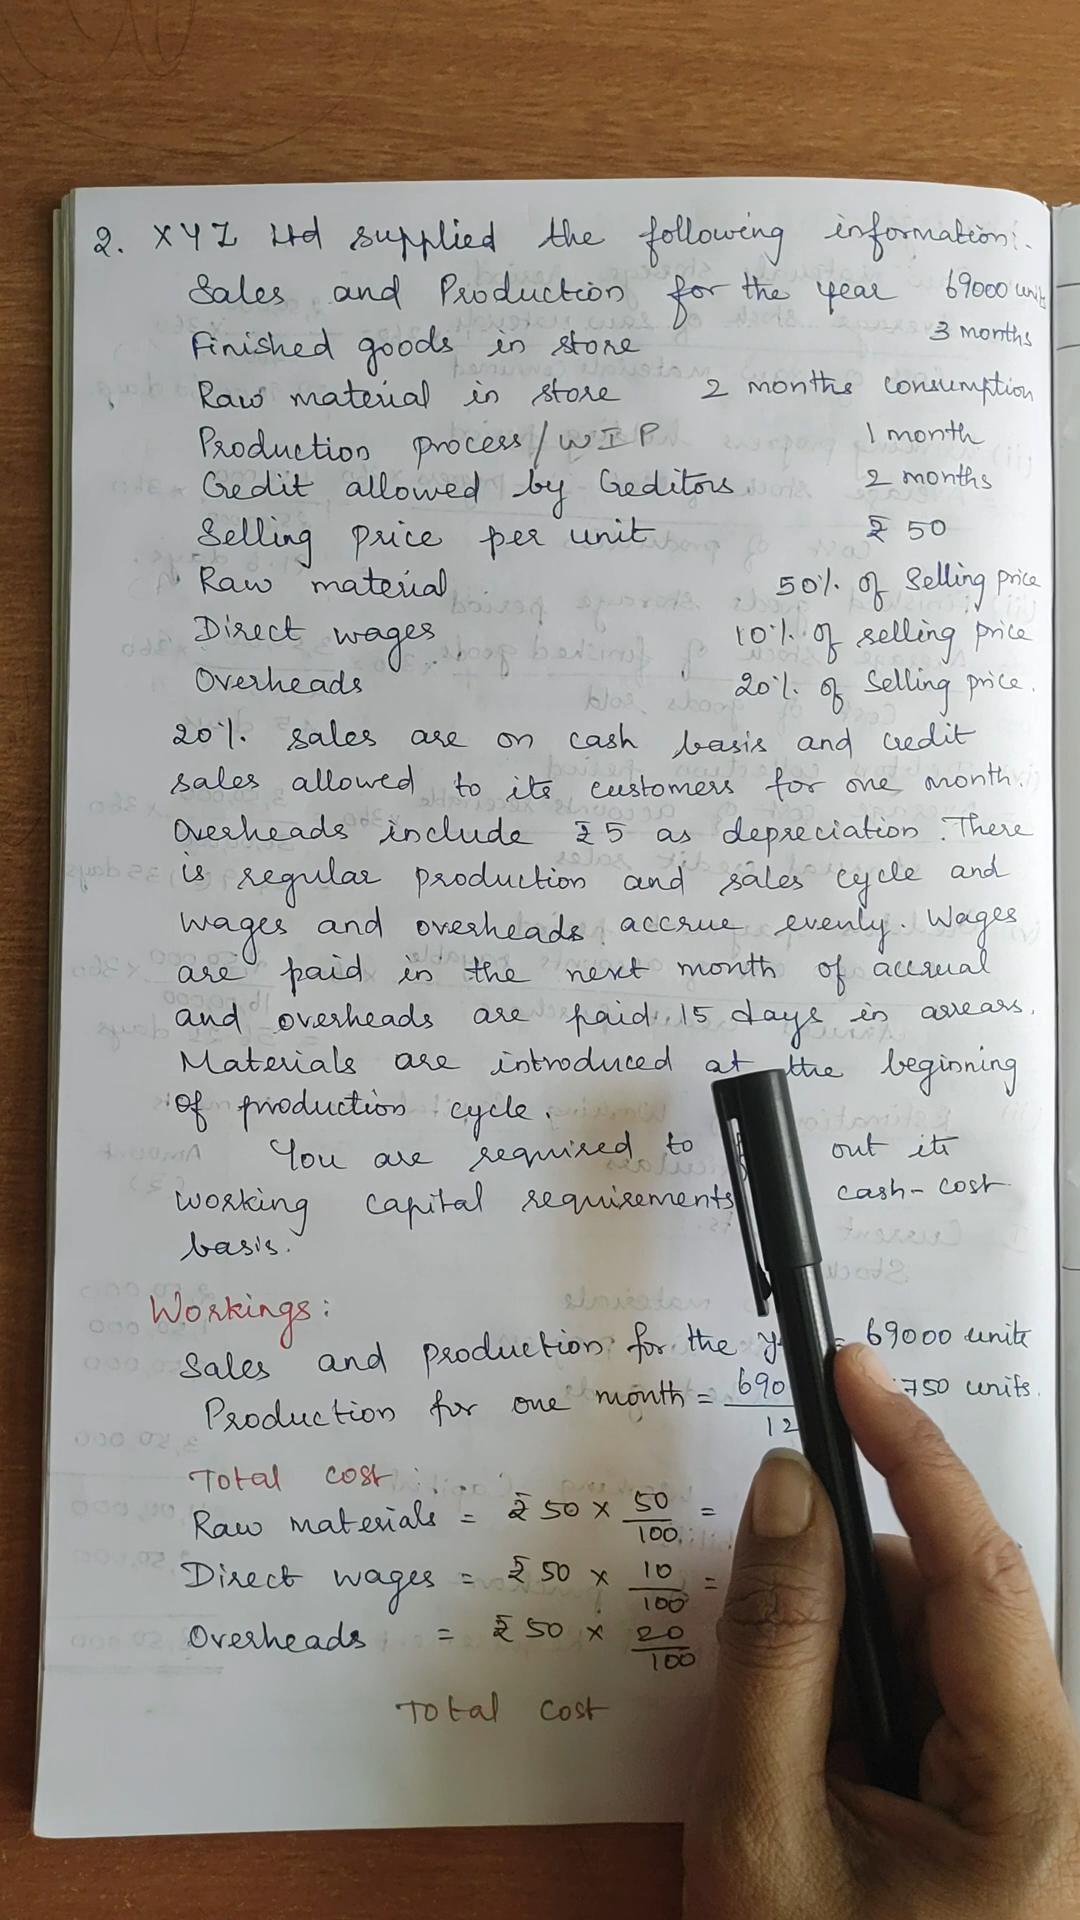 2. XYZ Ltd supplied the following information:-
Sales and Production for the year 69000 units
Finished goods in store 3 months
Raw material in store 2 months consumption
Production process/WIP 1 month
Credit allowed by Creditors 2 months
Selling price per unit ₹ 50
Raw material 50% of Selling price
Direct wages 10% of selling price
Overheads 20% of Selling price.
20% sales are on cash basis and credit
sales allowed to its customers for one month.
Overheads include ₹5 as depreciation. There
is regular production and sales cycle and
wages and overheads accrue evenly. Wages
are paid in the next month of accrual
and overheads are paid 15 days in arrears.
Materials are introduced at the beginning
of production cycle.
You are required to out its
working capital requirements cash-cost
basis.
Workings:
Sales and production for the = 69000 units
Production for one month = 690 / 12 750 units.
Total cost
Raw materials = ₹ 50 × 50/100 =
Direct wages = ₹ 50 × 10/100 =
Overheads = ₹ 50 × 20/100
Total cost